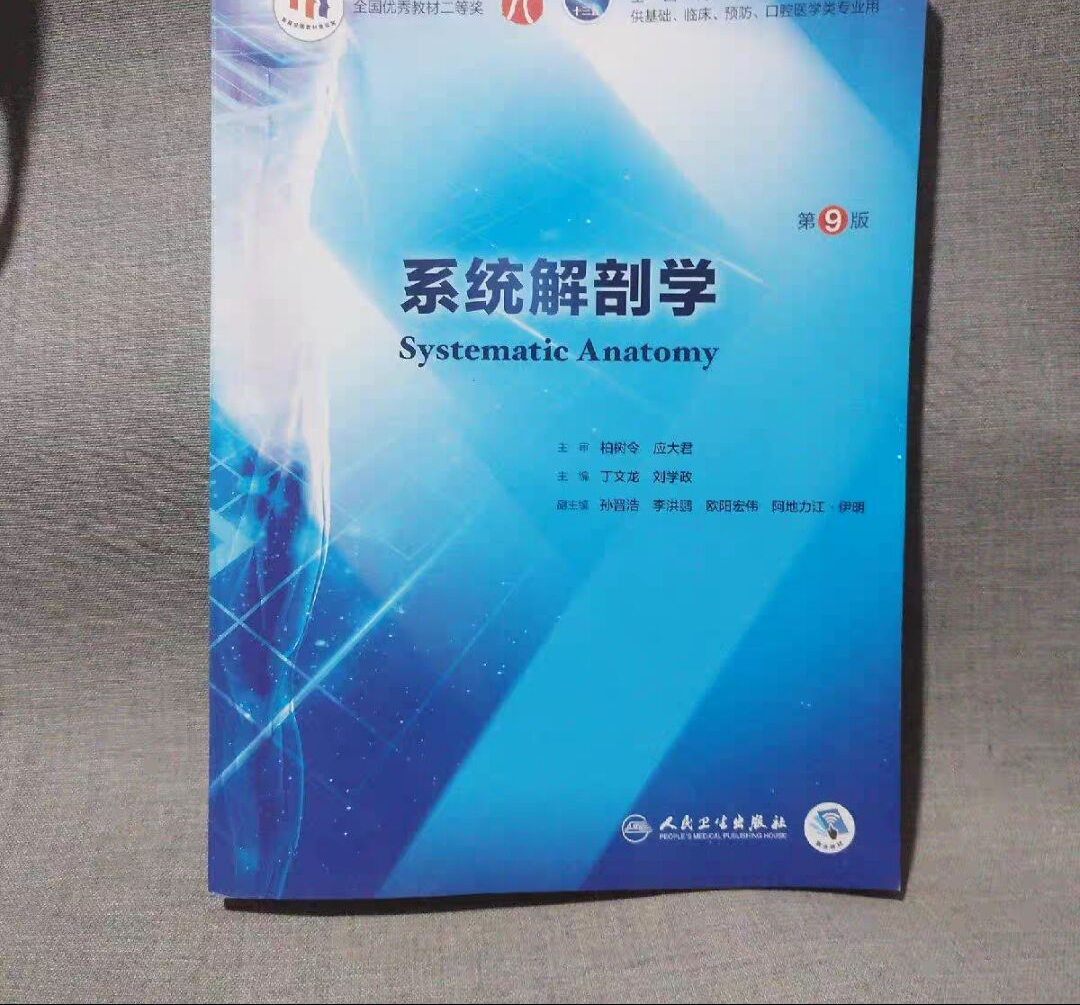 全国优秀教材二等奖
供基础、临床、预防、口腔医学类专业用
第9版
系统解剖学
Systematic Anatomy
主 审 柏树令 应大君
主 编 丁文龙 刘学政
副主编 孙晋浩 李洪鹏 欧阳宏伟 阿地力江·伊明
人民卫生出版社
PEOPLE'S MEDICAL PUBLISHING HOUSE